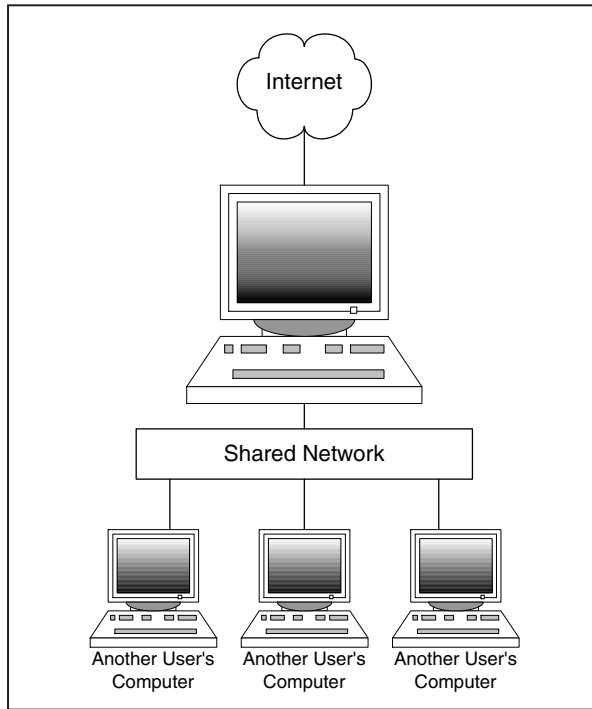 Internet
Shared Network
Another User's
Computer
Another User's
Computer
Another User's
Computer